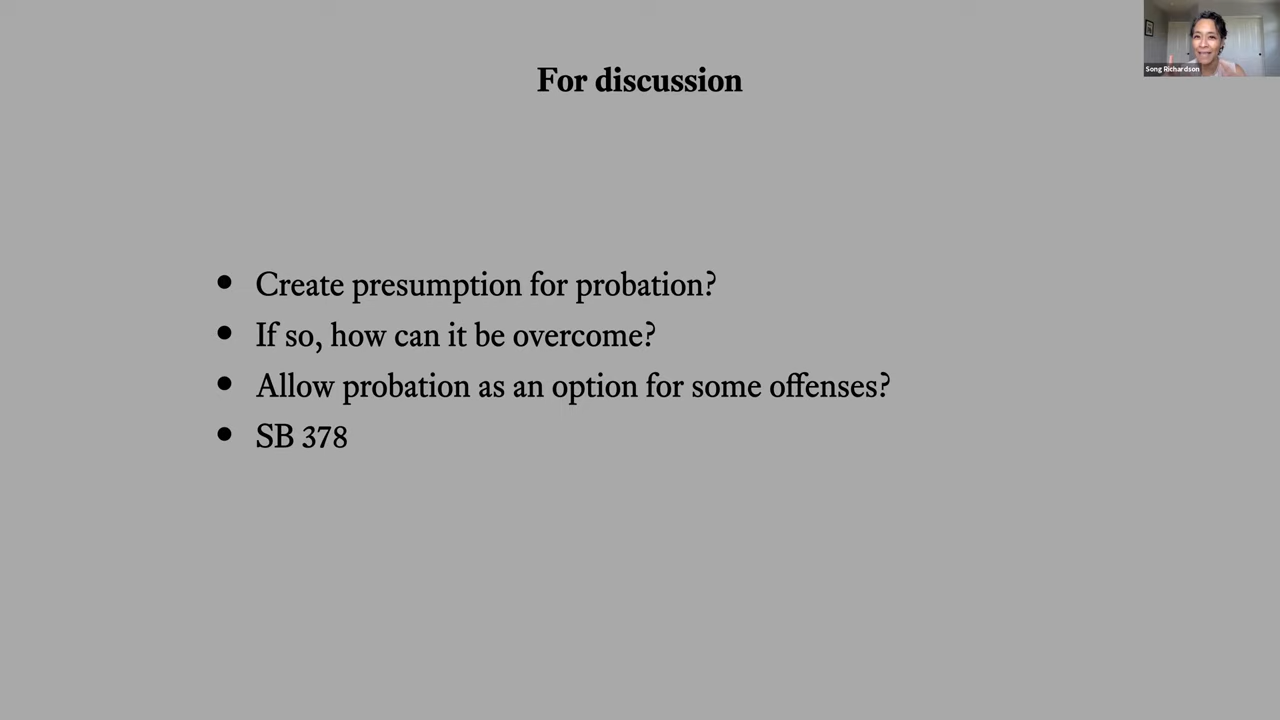 Song Richardson
For discussion
• Create presumption for probation?
• If so, how can it be overcome?
• Allow probation as an option for some offenses?
• SB 378